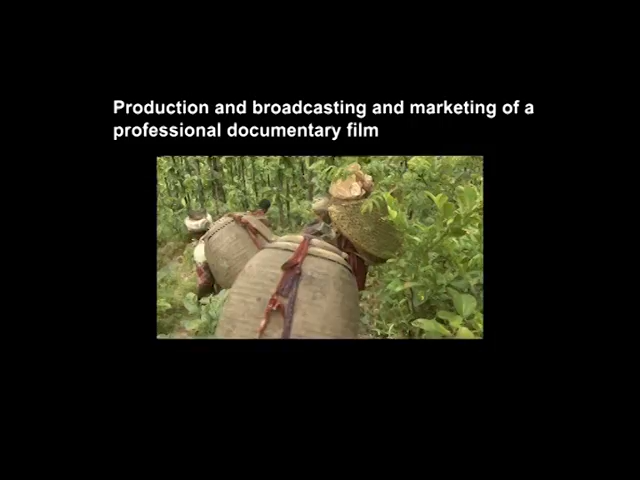 Production and broadcasting and marketing of a
professional documentary film